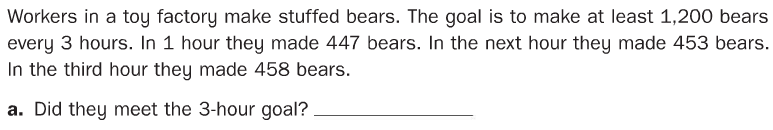 Workers in a toy factory make stuffed bears. The goal is to make at least 1,200 bears
every 3 hours. In 1 hour they made 447 bears. In the next hour they made 453 bears.
In the third hour they made 458 bears.
a. Did they meet the 3-hour goal? _______________